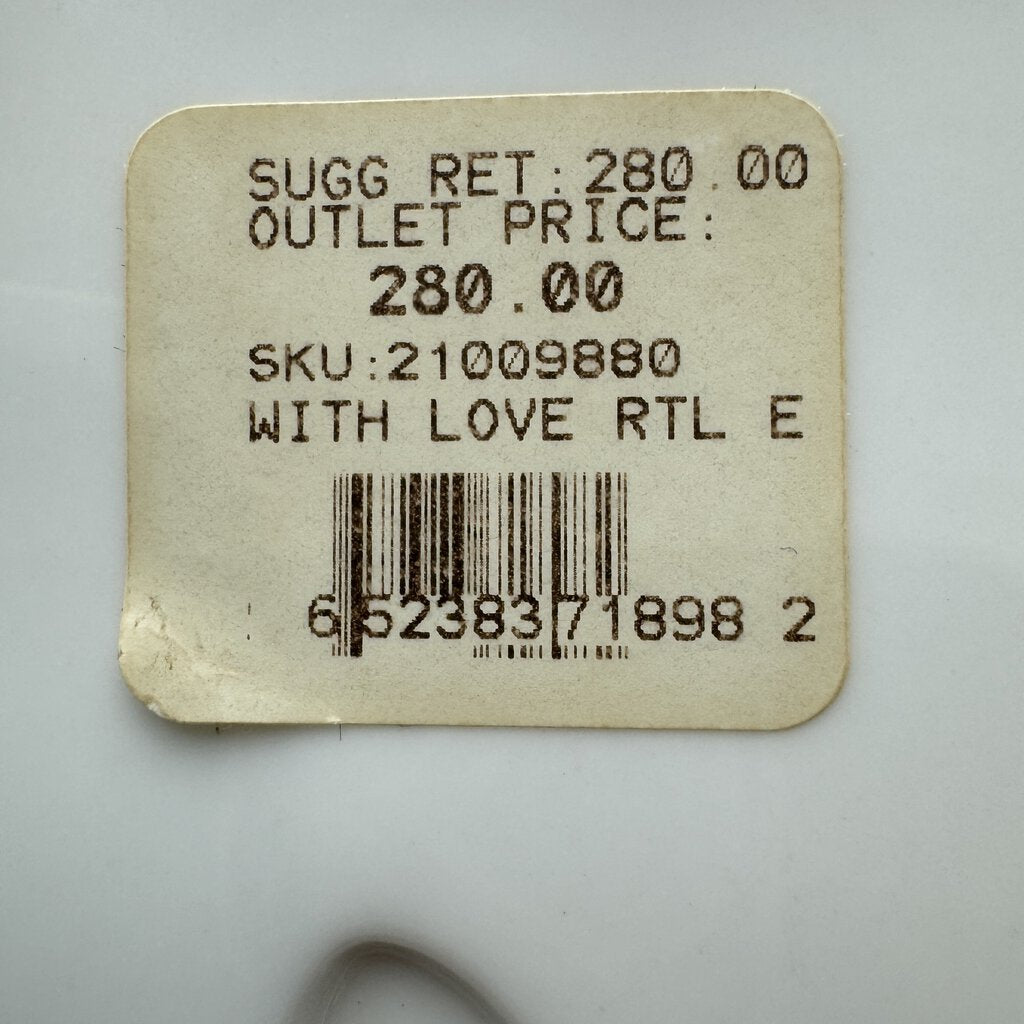 SUGG RET: 280.00
OUTLET PRICE:
280.00
SKU:21009880
WITH LOVE RTL E
6 52383 71898 2